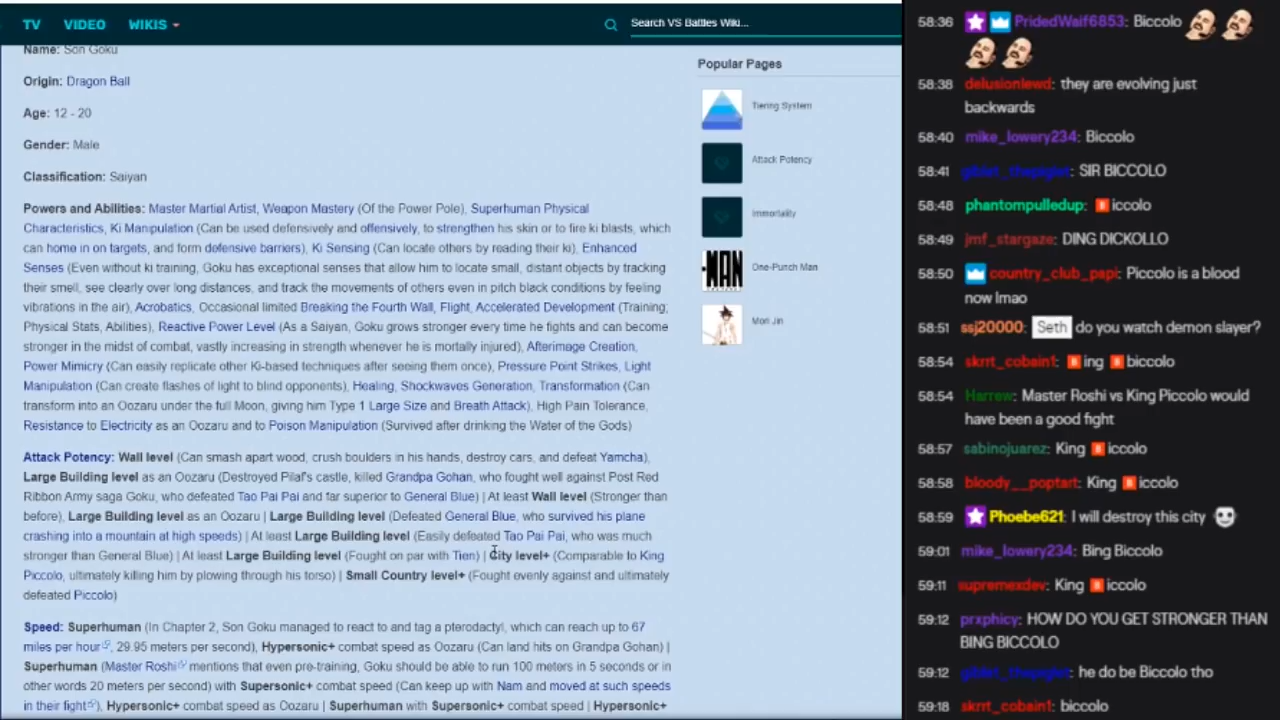 TV VIDEO WIKIS
Search VS Battles Wiki...
Name: Son Goku
Origin: Dragon Ball
Age: 12 - 20
Gender: Male
Classification: Saiyan
Powers and Abilities: Master Martial Artist, Weapon Mastery (Of the Power Pole), Superhuman Physical
Characteristics, Ki Manipulation (Can be used defensively and offensively, to strengthen his skin or to fire ki blasts, which
can home in on targets, and form defensive barriers), Ki Sensing (Can locate others by reading their ki), Enhanced
Senses (Even without ki training, Goku has exceptional senses that allow him to locate small, distant objects by tracking
their smell, see clearly over long distances, and track the movements of others even in pitch black conditions by feeling
vibrations in the air), Acrobatics, Occasional limited Breaking the Fourth Wall, Flight, Accelerated Development (Training;
Physical Stats, Abilities), Reactive Power Level (As a Saiyan, Goku grows stronger every time he fights and can become
stronger in the midst of combat, vastly increasing in strength whenever he is mortally injured), Afterimage Creation,
Power Mimicry (Can easily replicate other Ki-based techniques after seeing them once), Pressure Point Strikes, Light
Manipulation (Can create flashes of light to blind opponents), Healing, Shockwaves Generation, Transformation (Can
transform into an Oozaru under the full Moon, giving him Type 1 Large Size and Breath Attack), High Pain Tolerance,
Resistance to Electricity as an Oozaru and to Poison Manipulation (Survived after drinking the Water of the Gods)
Attack Potency: Wall level (Can smash apart wood, crush boulders in his hands, destroy cars, and defeat Yamcha),
Large Building level as an Oozaru (Destroyed Pilaf's castle, killed Grandpa Gohan, who fought well against Post Red
Ribbon Army saga Goku, who defeated Tao Pai Pai and far superior to General Blue) | At least Wall level (Stronger than
before), Large Building level as an Oozaru | Large Building level (Defeated General Blue, who survived his plane
crashing into a mountain at high speeds) | At least Large Building level (Easily defeated Tao Pai Pai, who was much
stronger than General Blue) | At least Large Building level (Fought on par with Tien) | City level+ (Comparable to King
Piccolo, ultimately killing him by plowing through his torso) | Small Country level+ (Fought evenly against and ultimately
defeated Piccolo)
Speed: Superhuman (In Chapter 2, Son Goku managed to react to and tag a pterodactyl, which can reach up to 67
miles per hour, 29.95 meters per second), Hypersonic+ combat speed as Oozaru (Can land hits on Grandpa Gohan) |
Superhuman (Master Roshi mentions that even pre-training, Goku should be able to run 100 meters in 5 seconds or in
other words 20 meters per second) with Supersonic+ combat speed (Can keep up with Nam and moved at such speeds
in their fight), Hypersonic+ combat speed as Oozaru | Superhuman with Supersonic+ combat speed | Hypersonic+
Popular Pages
Tiering System
Attack Potency
Immortality
MAN
One-Punch Man
Mori Jin
58:36 PridedWaif6853: Biccolo
58:38 delusionlewd: they are evolving just
backwards
58:40 mike_lowery234: Biccolo
58:41 giblet_thepiglet: SIR BICCOLO
58:48 phantompulledup: B iccolo
58:49 jmf_stargaze: DING DICKOLLO
58:50 country_club_papi: Piccolo is a blood
now lmao
58:51 ssj20000: Seth do you watch demon slayer?
58:54 skrrt_cobain1: B ing B biccolo
58:54 Harrew: Master Roshi vs King Piccolo would
have been a good fight
58:57 sabinojuarez: King B iccolo
58:58 bloody__poptart: King B iccolo
58:59 Phoebe621: I will destroy this city
59:01 mike_lowery234: Bing Biccolo
59:11 supremexdev: King B iccolo
59:12 prxphicy: HOW DO YOU GET STRONGER THAN
BING BICCOLO
59:12 giblet_thepiglet: he do be Biccolo tho
59:18 skrrt_cobain1: biccolo